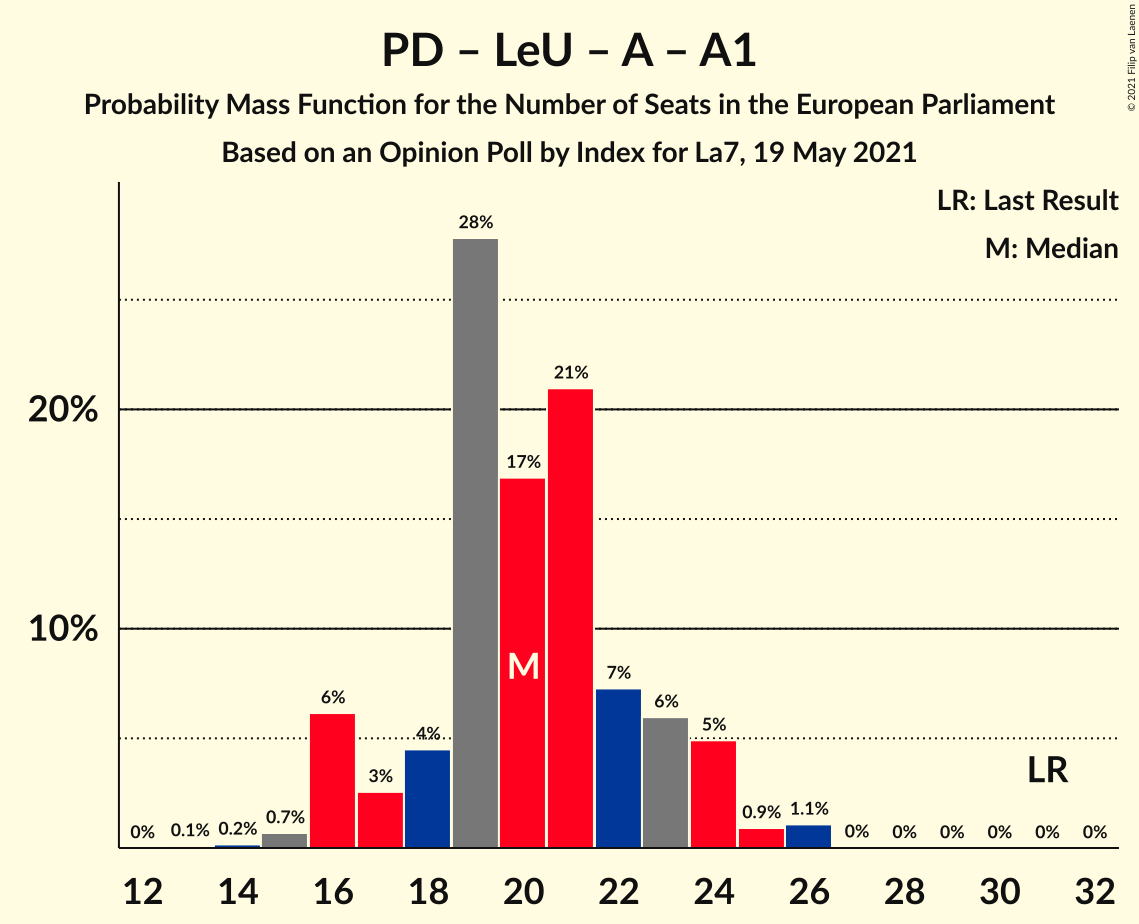 PD – LeU – A – A1
Probability Mass Function for the Number of Seats in the European Parliament
Based on an Opinion Poll by Index for La7, 19 May 2021
© 2021 Filip van Laenen
LR: Last Result
M: Median
20%
10%
0%
0.1%
0.2%
0.7%
6%
3%
4%
28%
17%
21%
7%
6%
5%
0.9%
1.1%
0%
0%
0%
0%
0%
0%
M
LR
12 14 16 18 20 22 24 26 28 30 32